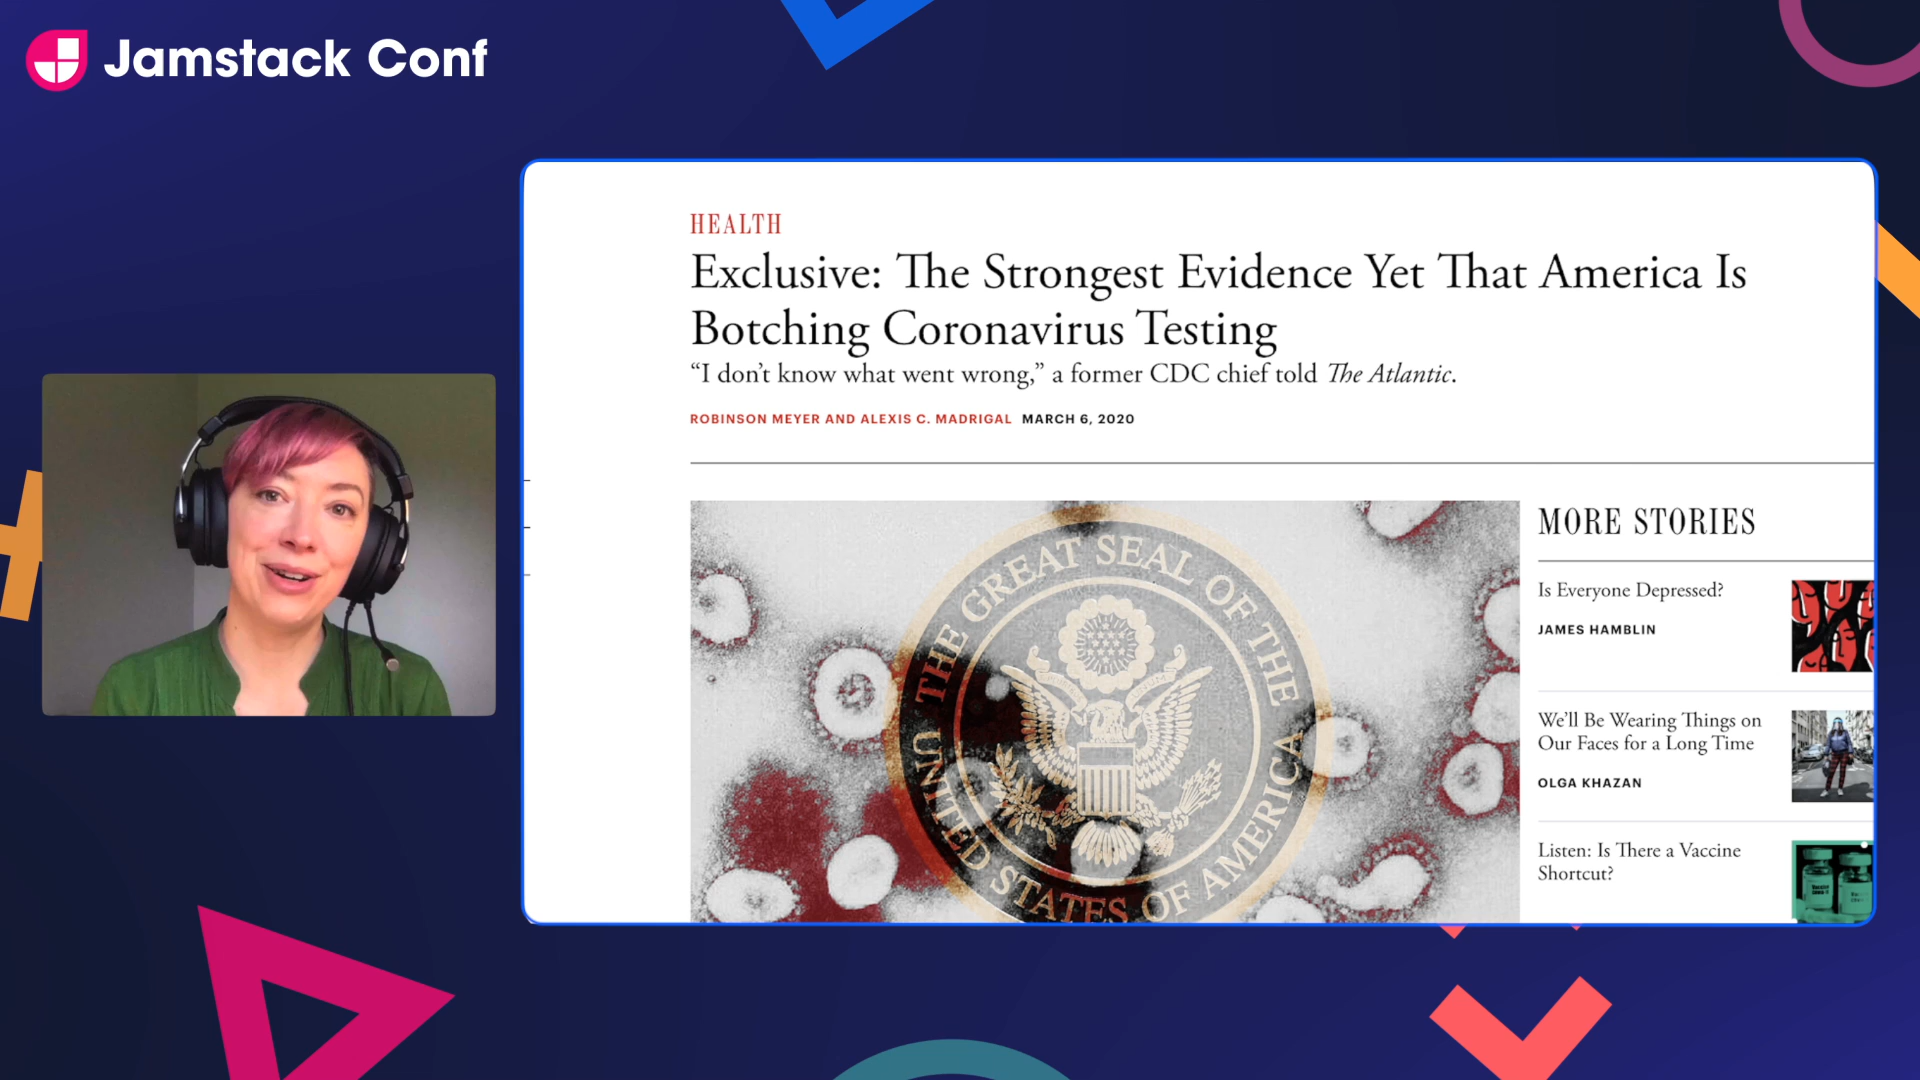 Jamstack Conf
HEALTH
Exclusive: The Strongest Evidence Yet That America Is
Botching Coronavirus Testing
“I don’t know what went wrong,” a former CDC chief told The Atlantic.
ROBINSON MEYER AND ALEXIS C. MADRIGAL MARCH 6, 2020
THE GREAT SEAL OF THE
UNITED STATES OF AMERICA
MORE STORIES
Is Everyone Depressed?
JAMES HAMBLIN
We’ll Be Wearing Things on
Our Faces for a Long Time
OLGA KHAZAN
Listen: Is There a Vaccine
Shortcut?